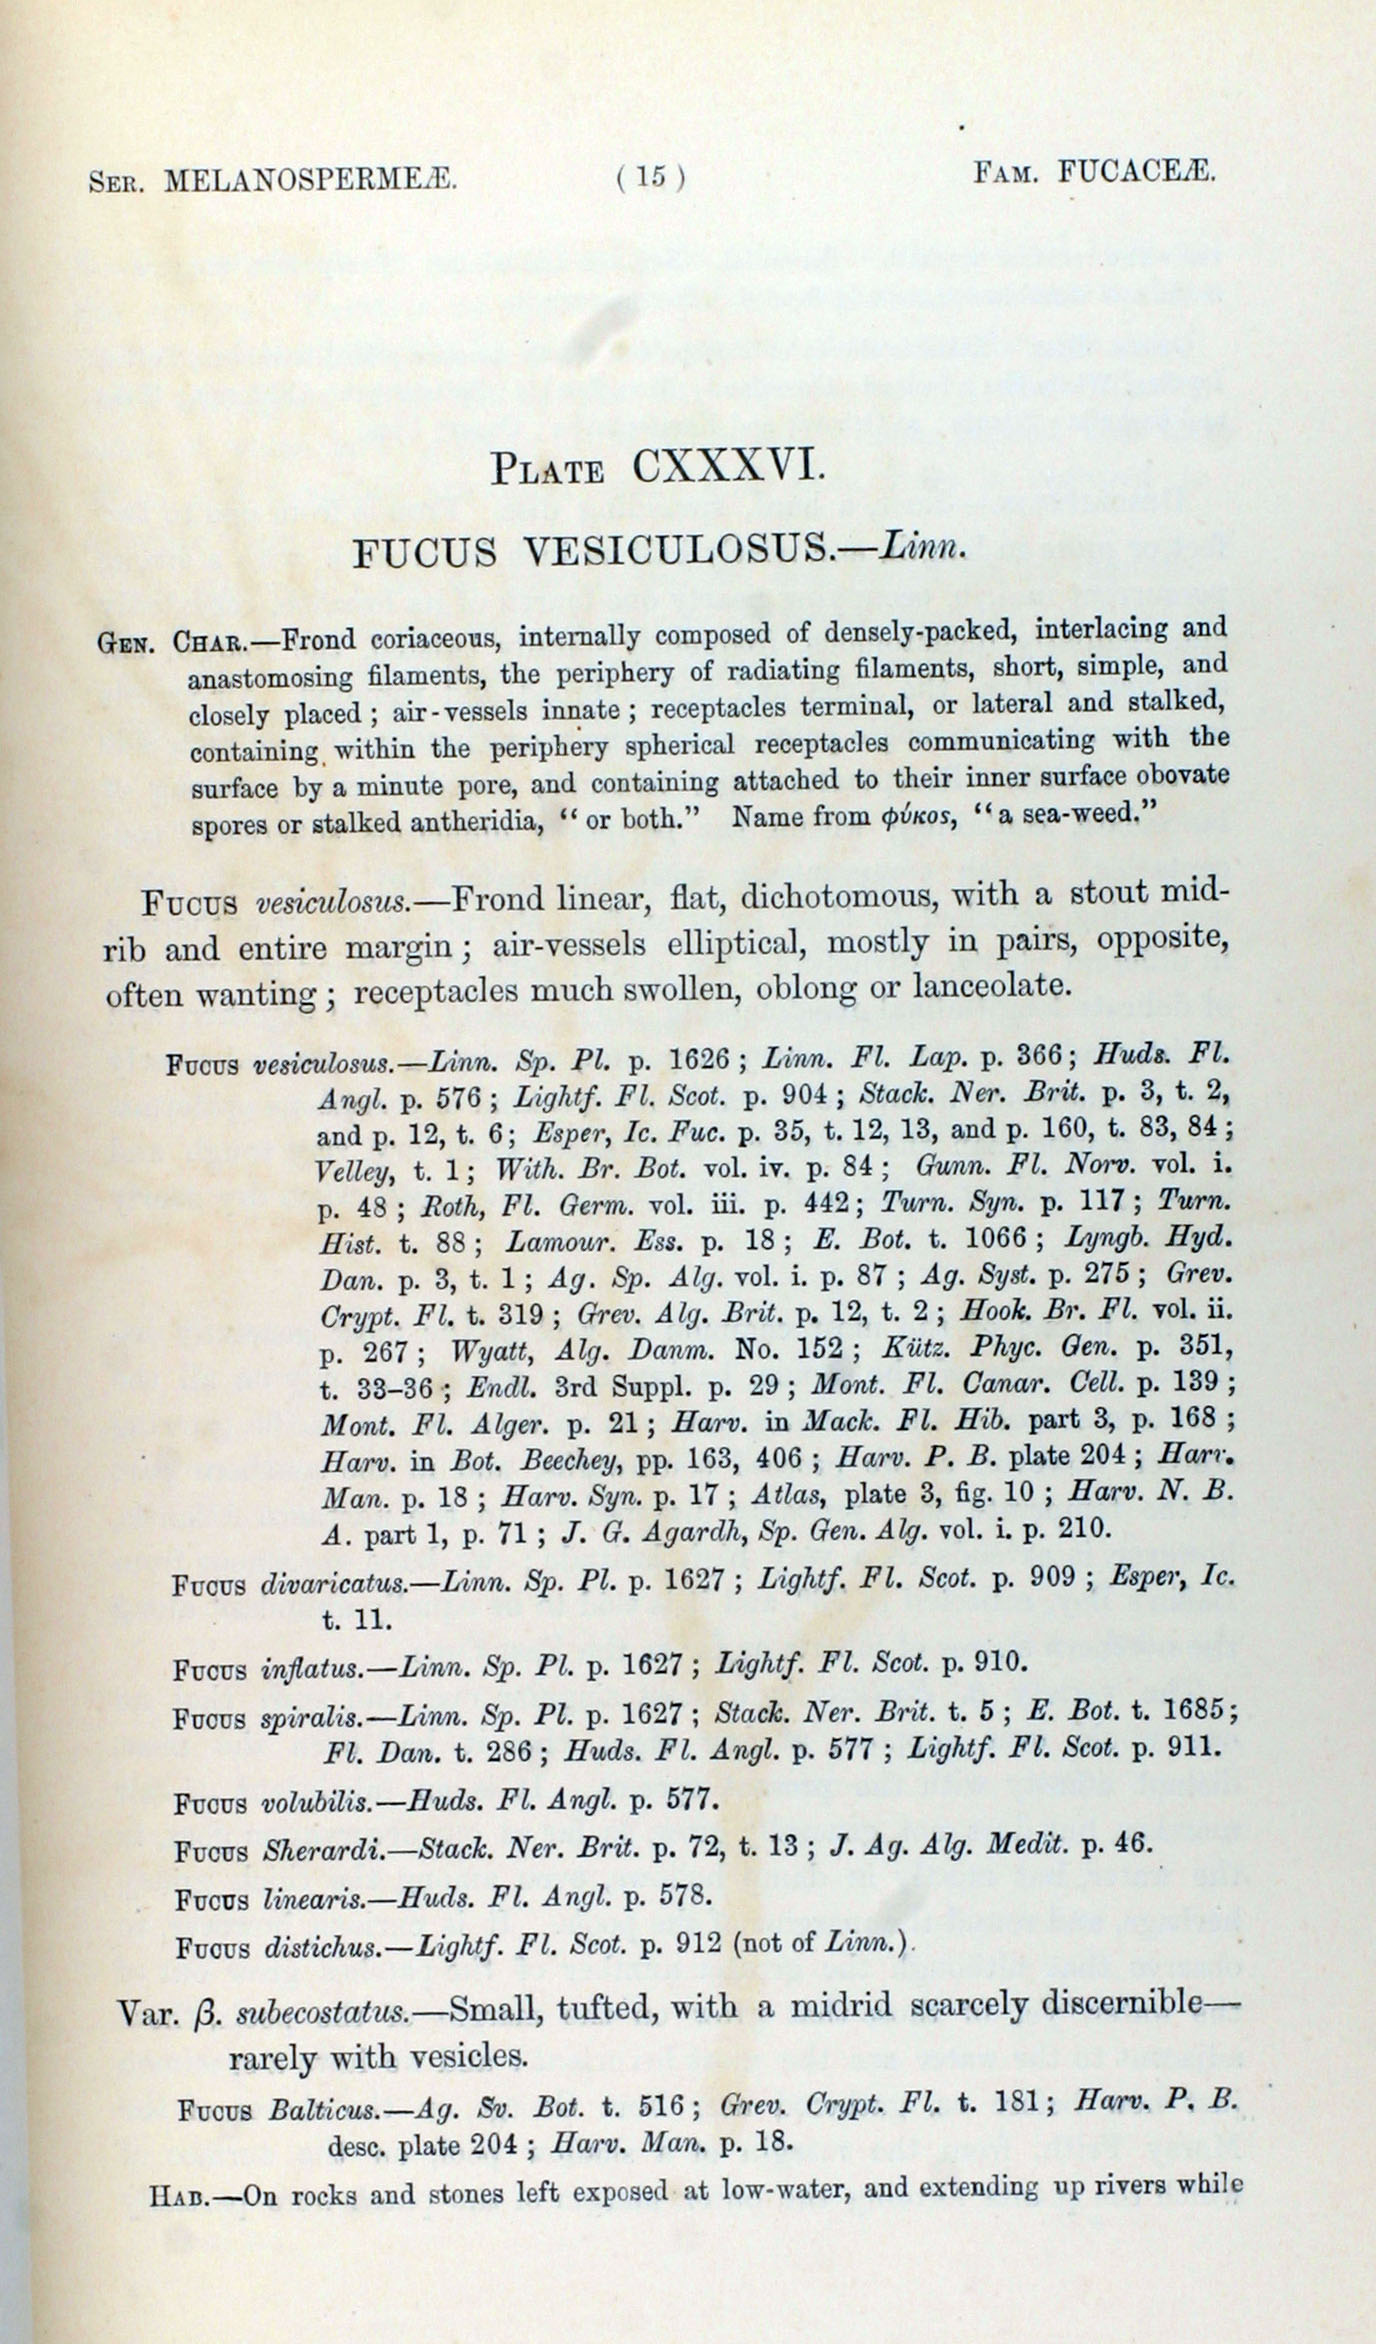 SER. MELANOSPERMEÆ. (15) FAM. FUCACEÆ.
PLATE CXXXVI.
FUCUS VESICULOSUS.—Linn.
GEN. CHAR.—Frond coriaceous, internally composed of densely-packed, interlacing and
anastomosing filaments, the periphery of radiating filaments, short, simple, and
closely placed; air-vessels innate; receptacles terminal, or lateral and stalked,
containing within the periphery spherical receptacles communicating with the
surface by a minute pore, and containing attached to their inner surface obovate
spores or stalked antheridia, "or both." Name from φύκος, "a sea-weed."
FUCUS vesiculosus.—Frond linear, flat, dichotomous, with a stout mid-
rib and entire margin; air-vessels elliptical, mostly in pairs, opposite,
often wanting; receptacles much swollen, oblong or lanceolate.
FUCUS vesiculosus.—Linn. Sp. Pl. p. 1626; Linn. Fl. Lap. p. 366; Huds. Fl.
Angl. p. 576; Lightf. Fl. Scot. p. 904; Stack. Ner. Brit. p. 3, t. 2,
and p. 12, t. 6; Esper, Ic. Fuc. p. 35, t. 12, 13, and p. 160, t. 83, 84;
Velley, t. 1; With. Br. Bot. vol. iv. p. 84; Gunn. Fl. Norv. vol. i.
p. 48; Roth, Fl. Germ. vol. iii. p. 442; Turn. Syn. p. 117; Turn.
Hist. t. 88; Lamour. Ess. p. 18; E. Bot. t. 1066; Lyngb. Hyd.
Dan. p. 3, t. 1; Ag. Sp. Alg. vol. i. p. 87; Ag. Syst. p. 275; Grev.
Crypt. Fl. t. 319; Grev. Alg. Brit. p. 12, t. 2; Hook. Br. Fl. vol. ii.
p. 267; Wyatt, Alg. Danm. No. 152; Kütz. Phyc. Gen. p. 351,
t. 33–36; Endl. 3rd Suppl. p. 29; Mont. Fl. Canar. Cell. p. 139;
Mont. Fl. Alger. p. 21; Harv. in Mack. Fl. Hib. part 3, p. 168;
Harv. in Bot. Beechey, pp. 163, 406; Harv. P. B. plate 204; Harv.
Man. p. 18; Harv. Syn. p. 17; Atlas, plate 3, fig. 10; Harv. N. B.
A. part 1, p. 71; J. G. Agardh, Sp. Gen. Alg. vol. i. p. 210.
FUCUS divaricatus.—Linn. Sp. Pl. p. 1627; Lightf. Fl. Scot. p. 909; Esper, Ic.
t. 11.
FUCUS inflatus.—Linn. Sp. Pl. p. 1627; Lightf. Fl. Scot. p. 910.
FUCUS spiralis.—Linn. Sp. Pl. p. 1627; Stack. Ner. Brit. t. 5; E. Bot. t. 1685;
Fl. Dan. t. 286; Huds. Fl. Angl. p. 577; Lightf. Fl. Scot. p. 911.
FUCUS volubilis.—Huds. Fl. Angl. p. 577.
FUCUS Sherardi.—Stack. Ner. Brit. p. 72, t. 13; J. Ag. Alg. Medit. p. 46.
FUCUS linearis.—Huds. Fl. Angl. p. 578.
FUCUS distichus.—Lightf. Fl. Scot. p. 912 (not of Linn.).
Var. β. subecostatus.—Small, tufted, with a midrid scarcely discernible—
rarely with vesicles.
FUCUS Balticus.—Ag. Sv. Bot. t. 516; Grev. Crypt. Fl. t. 181; Harv. P. B.
desc. plate 204; Harv. Man. p. 18.
HAB.—On rocks and stones left exposed at low-water, and extending up rivers while